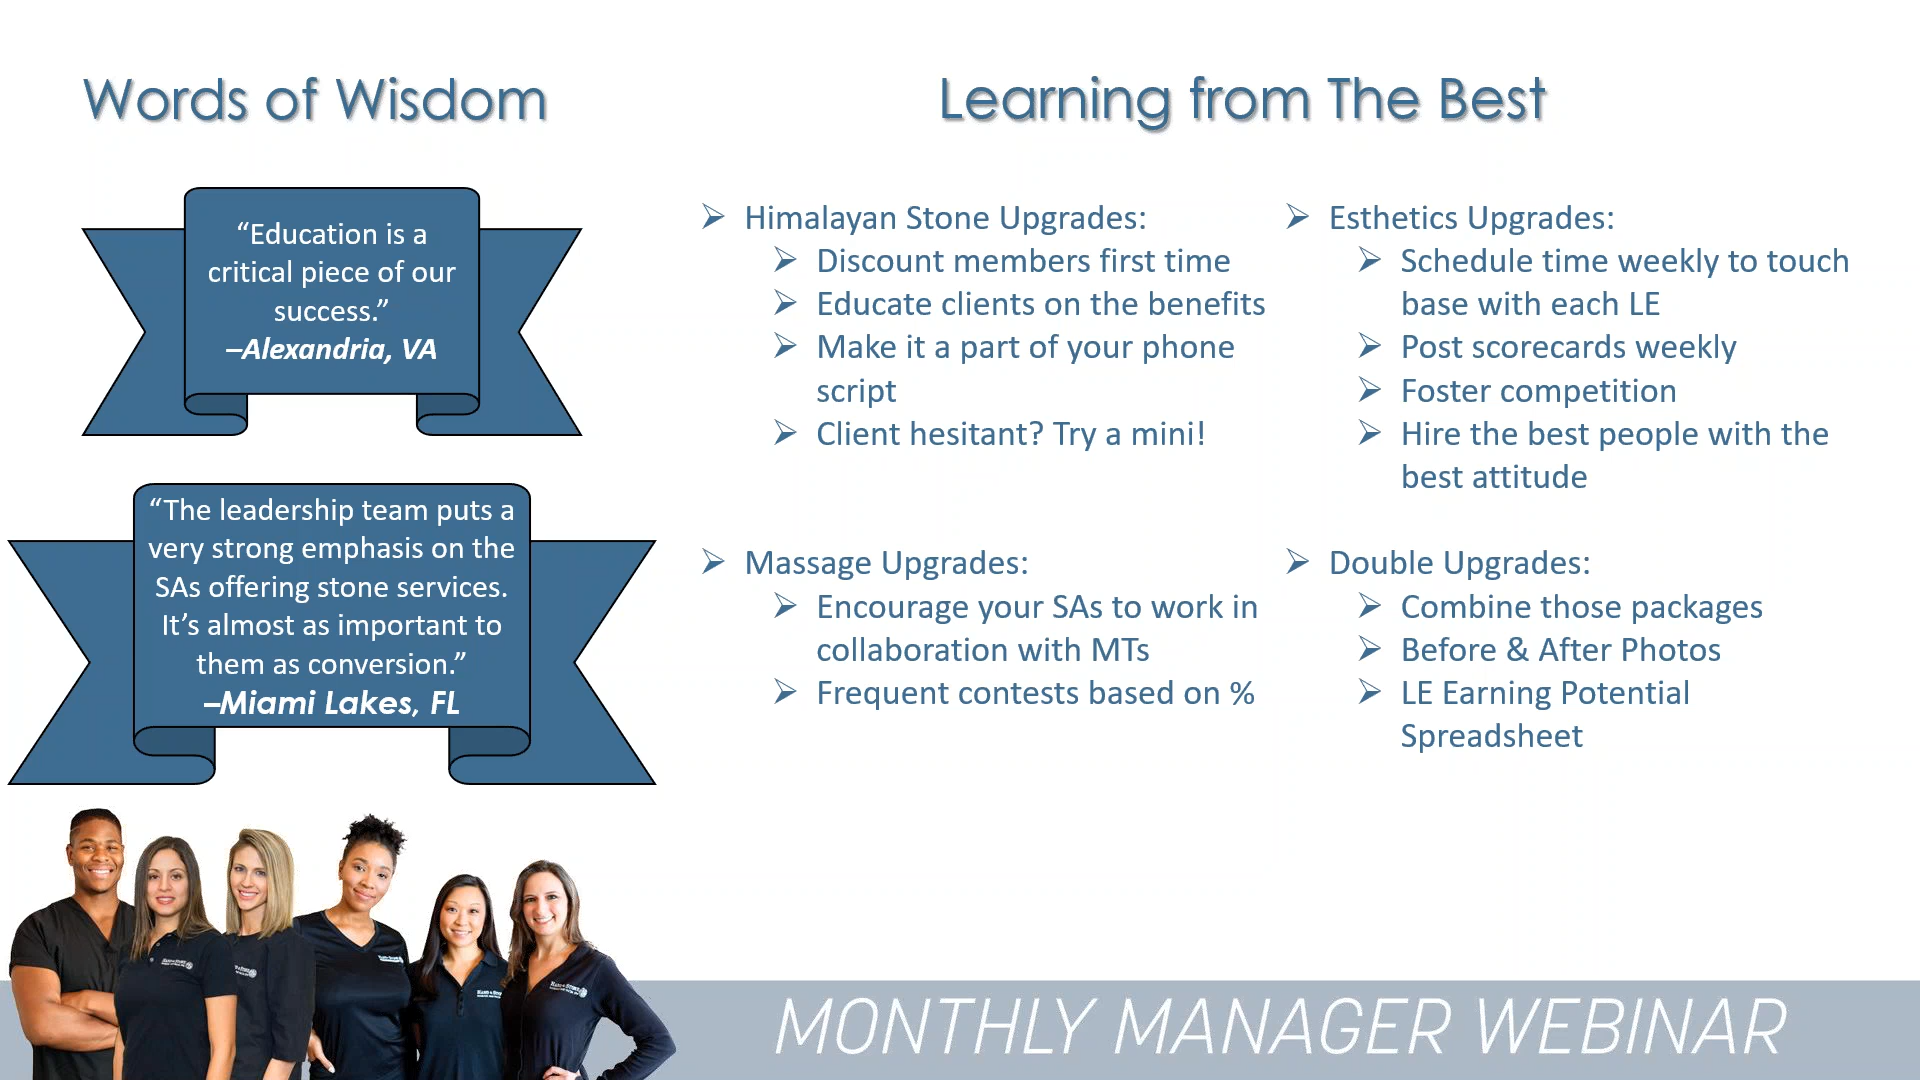 Words of Wisdom
“Education is a
critical piece of our
success.”
–Alexandria, VA
“The leadership team puts a
very strong emphasis on the
SAs offering stone services.
It’s almost as important to
them as conversion.”
–Miami Lakes, FL
Learning from The Best
Himalayan Stone Upgrades:
Discount members first time
Educate clients on the benefits
Make it a part of your phone
script
Client hesitant? Try a mini!
Massage Upgrades:
Encourage your SAs to work in
collaboration with MTs
Frequent contests based on %
Esthetics Upgrades:
Schedule time weekly to touch
base with each LE
Post scorecards weekly
Foster competition
Hire the best people with the
best attitude
Double Upgrades:
Combine those packages
Before & After Photos
LE Earning Potential
Spreadsheet
MONTHLY MANAGER WEBINAR